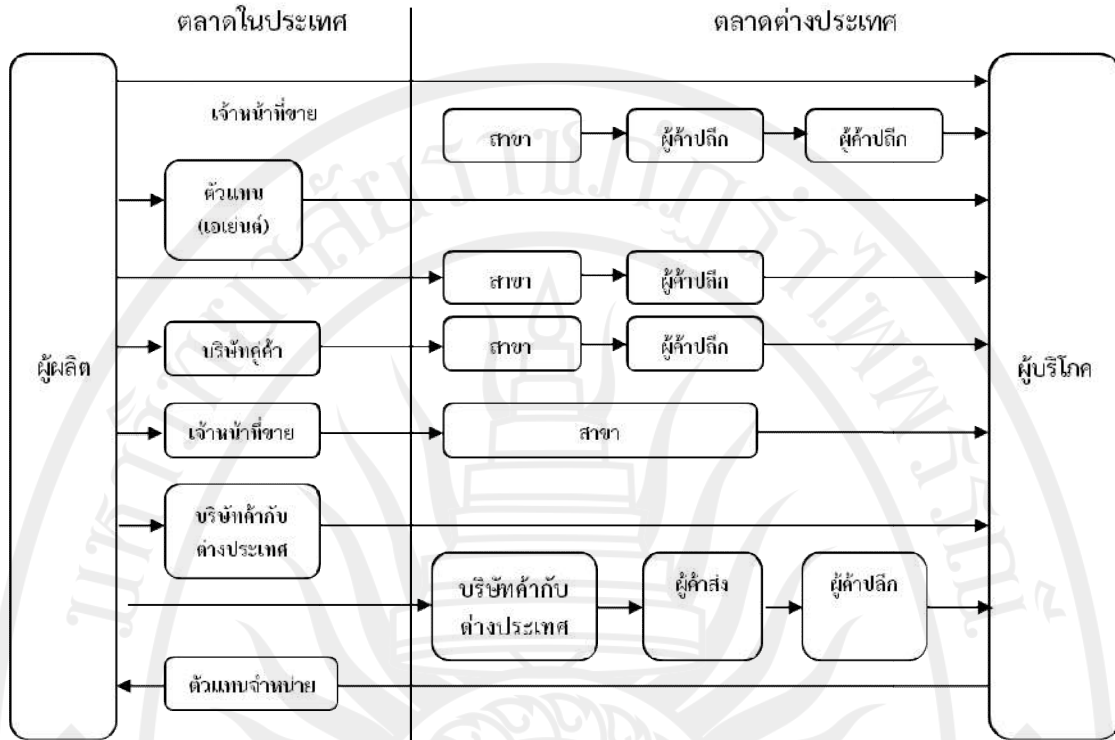 ตลาดในประเทศ
ตลาดต่างประเทศ
เจ้าหน้าที่ขาย
สาขา
ผู้ค้าปลีก
ผู้ค้าปลีก
ตัวแทน
(เอเย่นต์)
สาขา
ผู้ค้าปลีก
ผู้ผลิต
บริษัทคู่ค้า
สาขา
ผู้ค้าปลีก
ผู้บริโภค
เจ้าหน้าที่ขาย
สาขา
บริษัทค้ากับ
ต่างประเทศ
บริษัทค้ากับ
ต่างประเทศ
ผู้ค้าส่ง
ผู้ค้าปลีก
ตัวแทนจำหน่าย